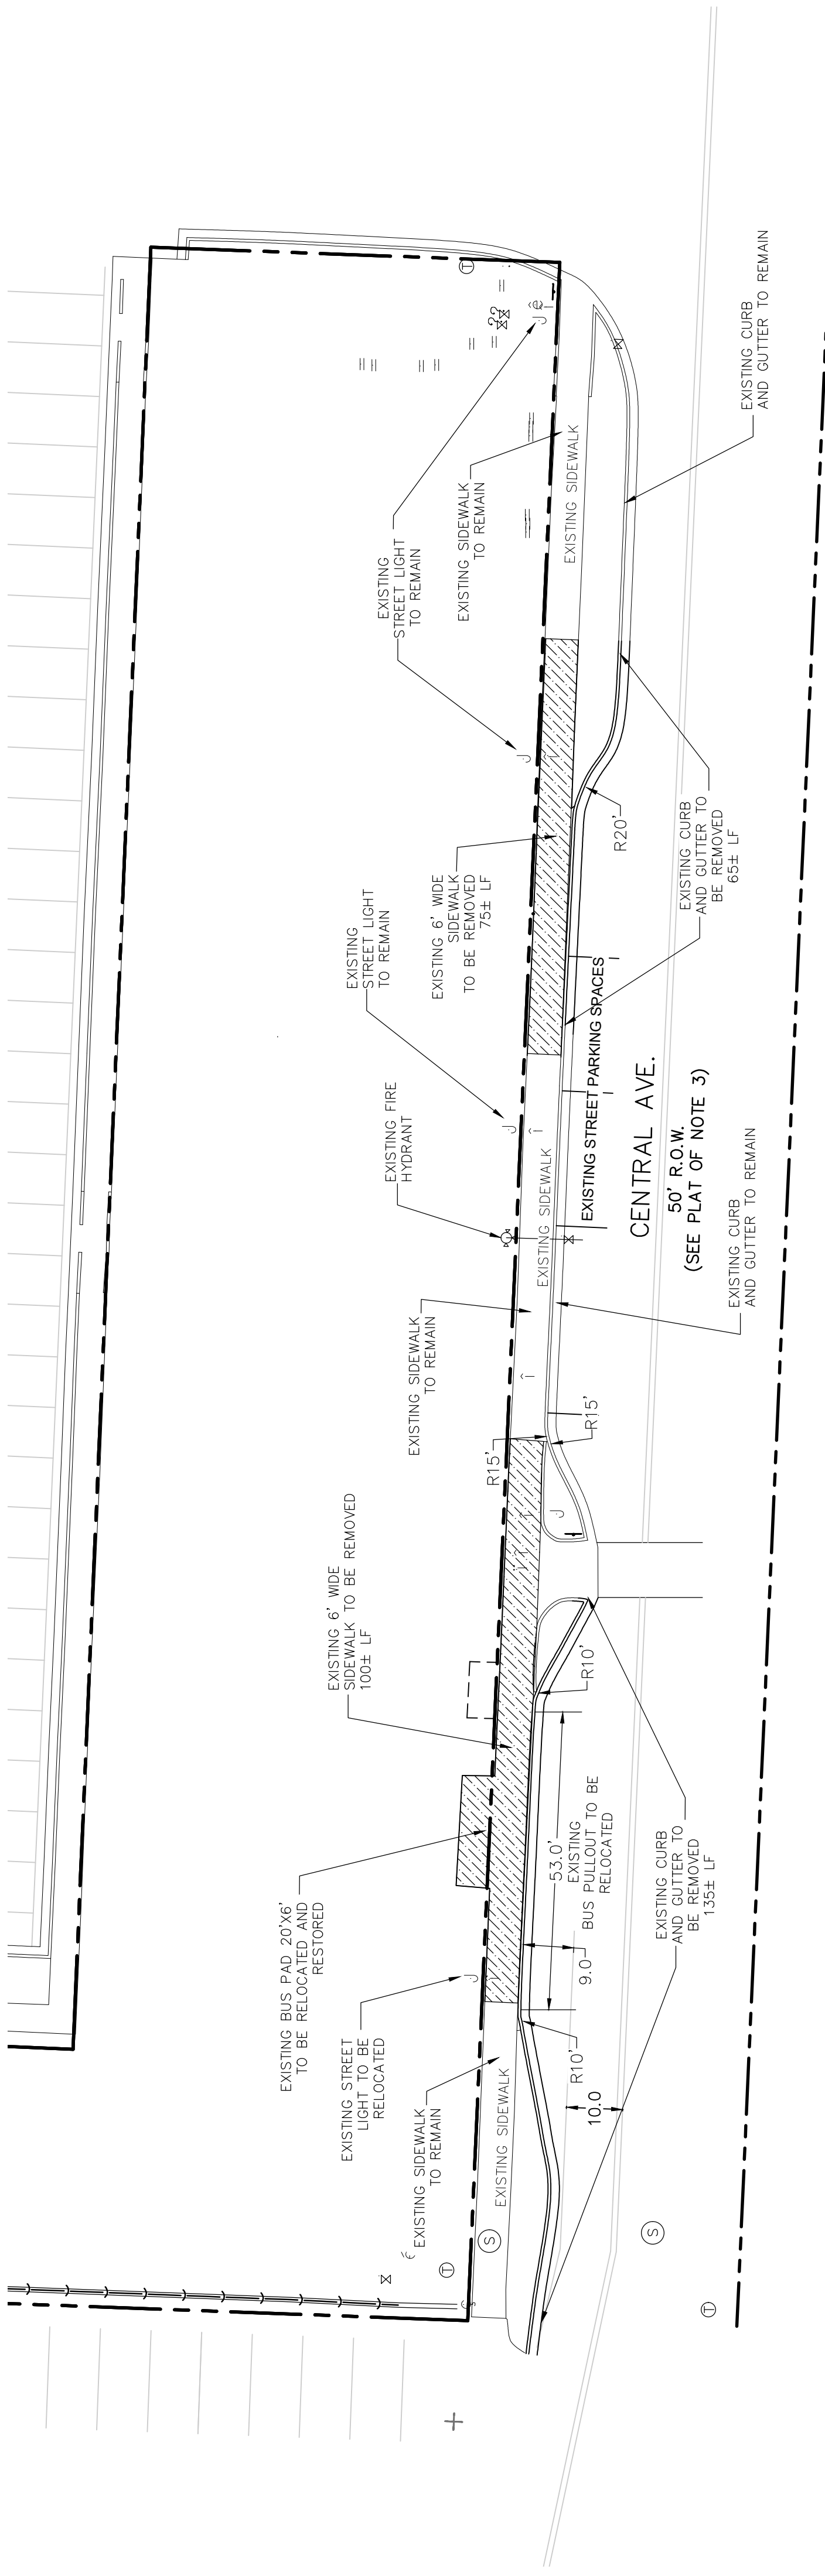 EXISTING BUS PAD 20'X6'
TO BE RELOCATED AND
RESTORED
EXISTING STREET
LIGHT TO BE
RELOCATED
EXISTING SIDEWALK
TO REMAIN
EXISTING SIDEWALK
EXISTING 6' WIDE
SIDEWALK TO BE REMOVED
100± LF
EXISTING SIDEWALK
TO REMAIN
EXISTING FIRE
HYDRANT
EXISTING
STREET LIGHT
TO REMAIN
EXISTING 6' WIDE
SIDEWALK
TO BE REMOVED
75± LF
EXISTING
STREET LIGHT
TO REMAIN
EXISTING SIDEWALK
TO REMAIN
EXISTING SIDEWALK
EXISTING SIDEWALK
R10'
10.0
9.0
53.0'
EXISTING
BUS PULLOUT TO BE
RELOCATED
R10'
R15'
R15'
R20'
EXISTING STREET PARKING SPACES
CENTRAL AVE.
50' R.O.W.
(SEE PLAT OF NOTE 3)
EXISTING CURB
AND GUTTER TO
BE REMOVED
135± LF
EXISTING CURB
AND GUTTER TO REMAIN
EXISTING CURB
AND GUTTER TO
BE REMOVED
65± LF
EXISTING CURB
AND GUTTER TO REMAIN
S
S
T
T
T
J
J
J
J
J
??